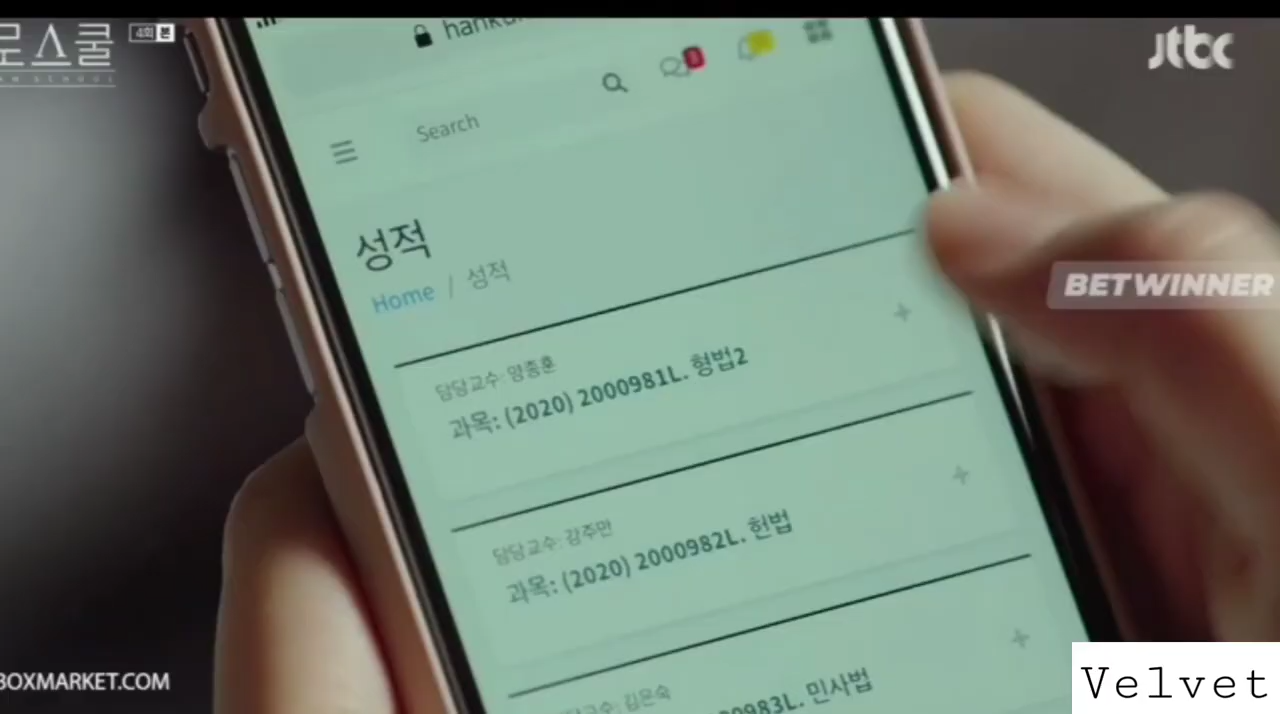 로스쿨
4회 본
jtbc
Search
성적
Home / 성적
BETWINNER
담당교수: 양종훈
과목: (2020) 2000981L. 형법2
담당교수: 강주만
과목: (2020) 2000982L. 헌법
담당교수: 김은숙
민사법
BOXMARKET.COM
Velvet